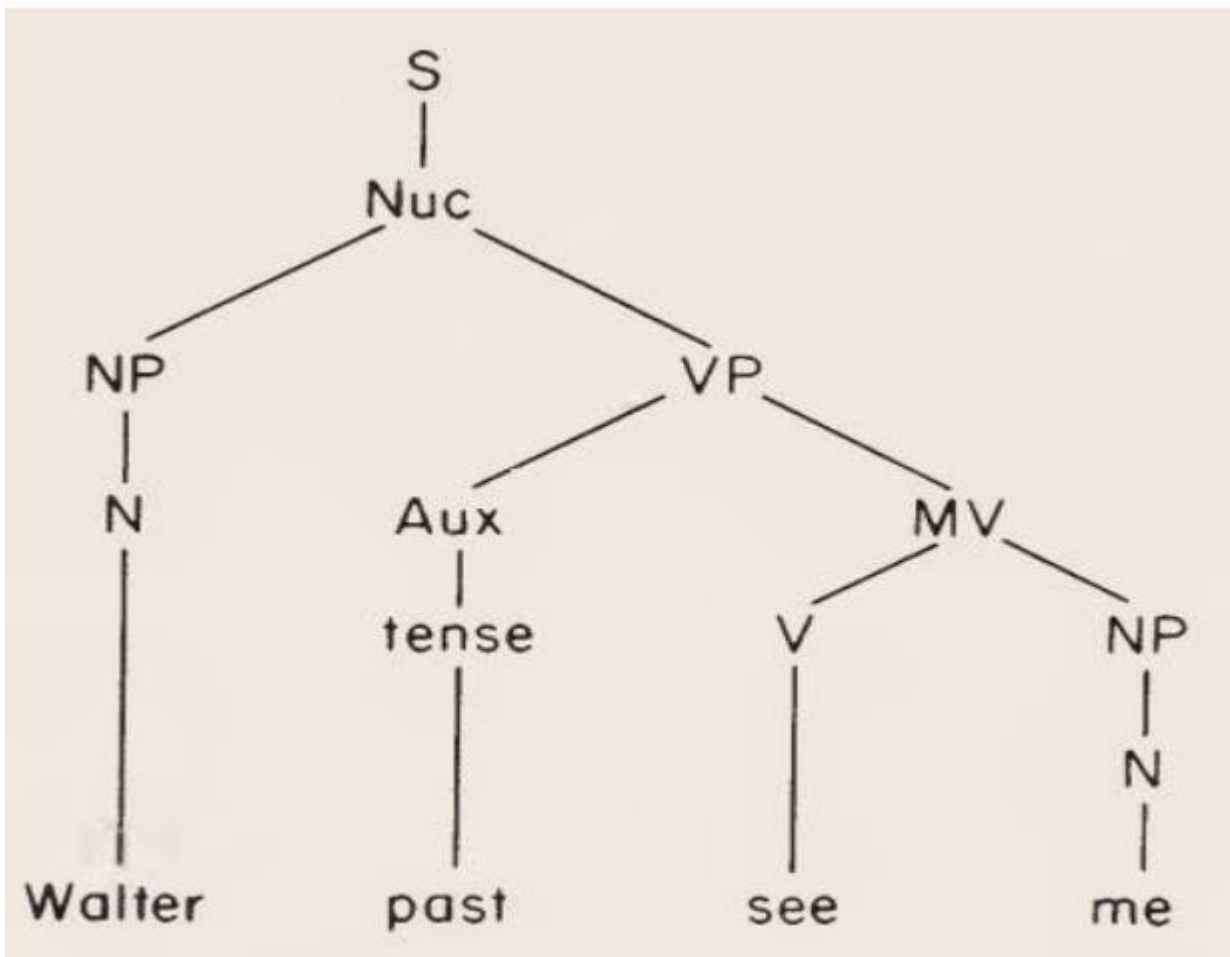 S
Nuc
NP VP
N Aux MV
tense V NP
N
Walter past see me